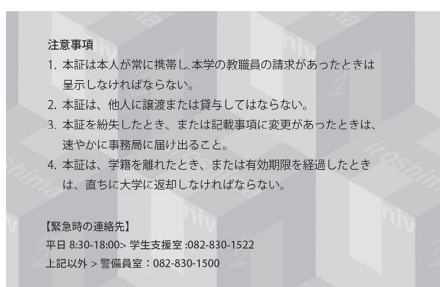 注意事項
1. 本証は本人が常に携帯し、本学の教職員の請求があったときは
呈示しなければならない。
2. 本証は、他人に譲渡または貸与してはならない。
3. 本証を紛失したとき、または記載事項に変更があったときは、
速やかに事務局に届け出ること。
4. 本証は、学籍を離れたとき、または有効期限を経過したとき
は、直ちに大学に返却しなければならない。
【緊急時の連絡先】
平日 8:30-18:00> 学生支援室 :082-830-1522
上記以外 > 警備員室：082-830-1500